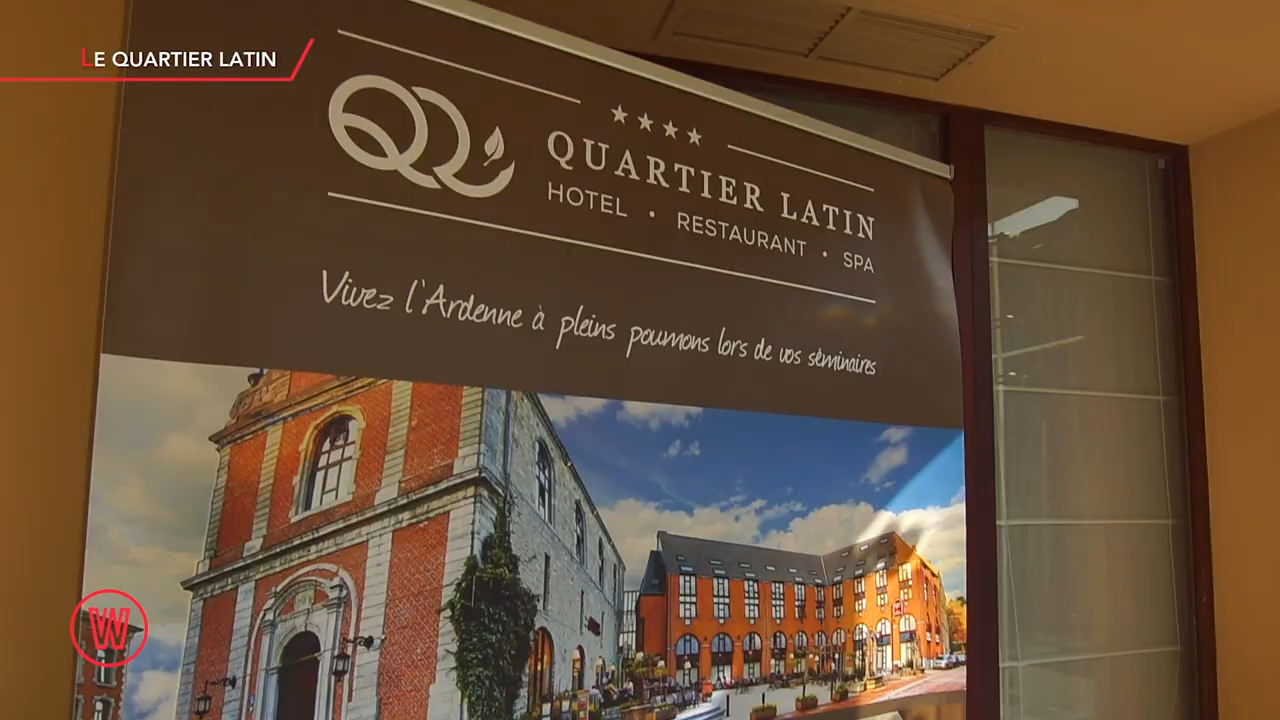 LE QUARTIER LATIN
QL
QUARTIER LATIN
HOTEL • RESTAURANT • SPA
Vivez l'Ardenne à pleins poumons lors de vos séminaires
W